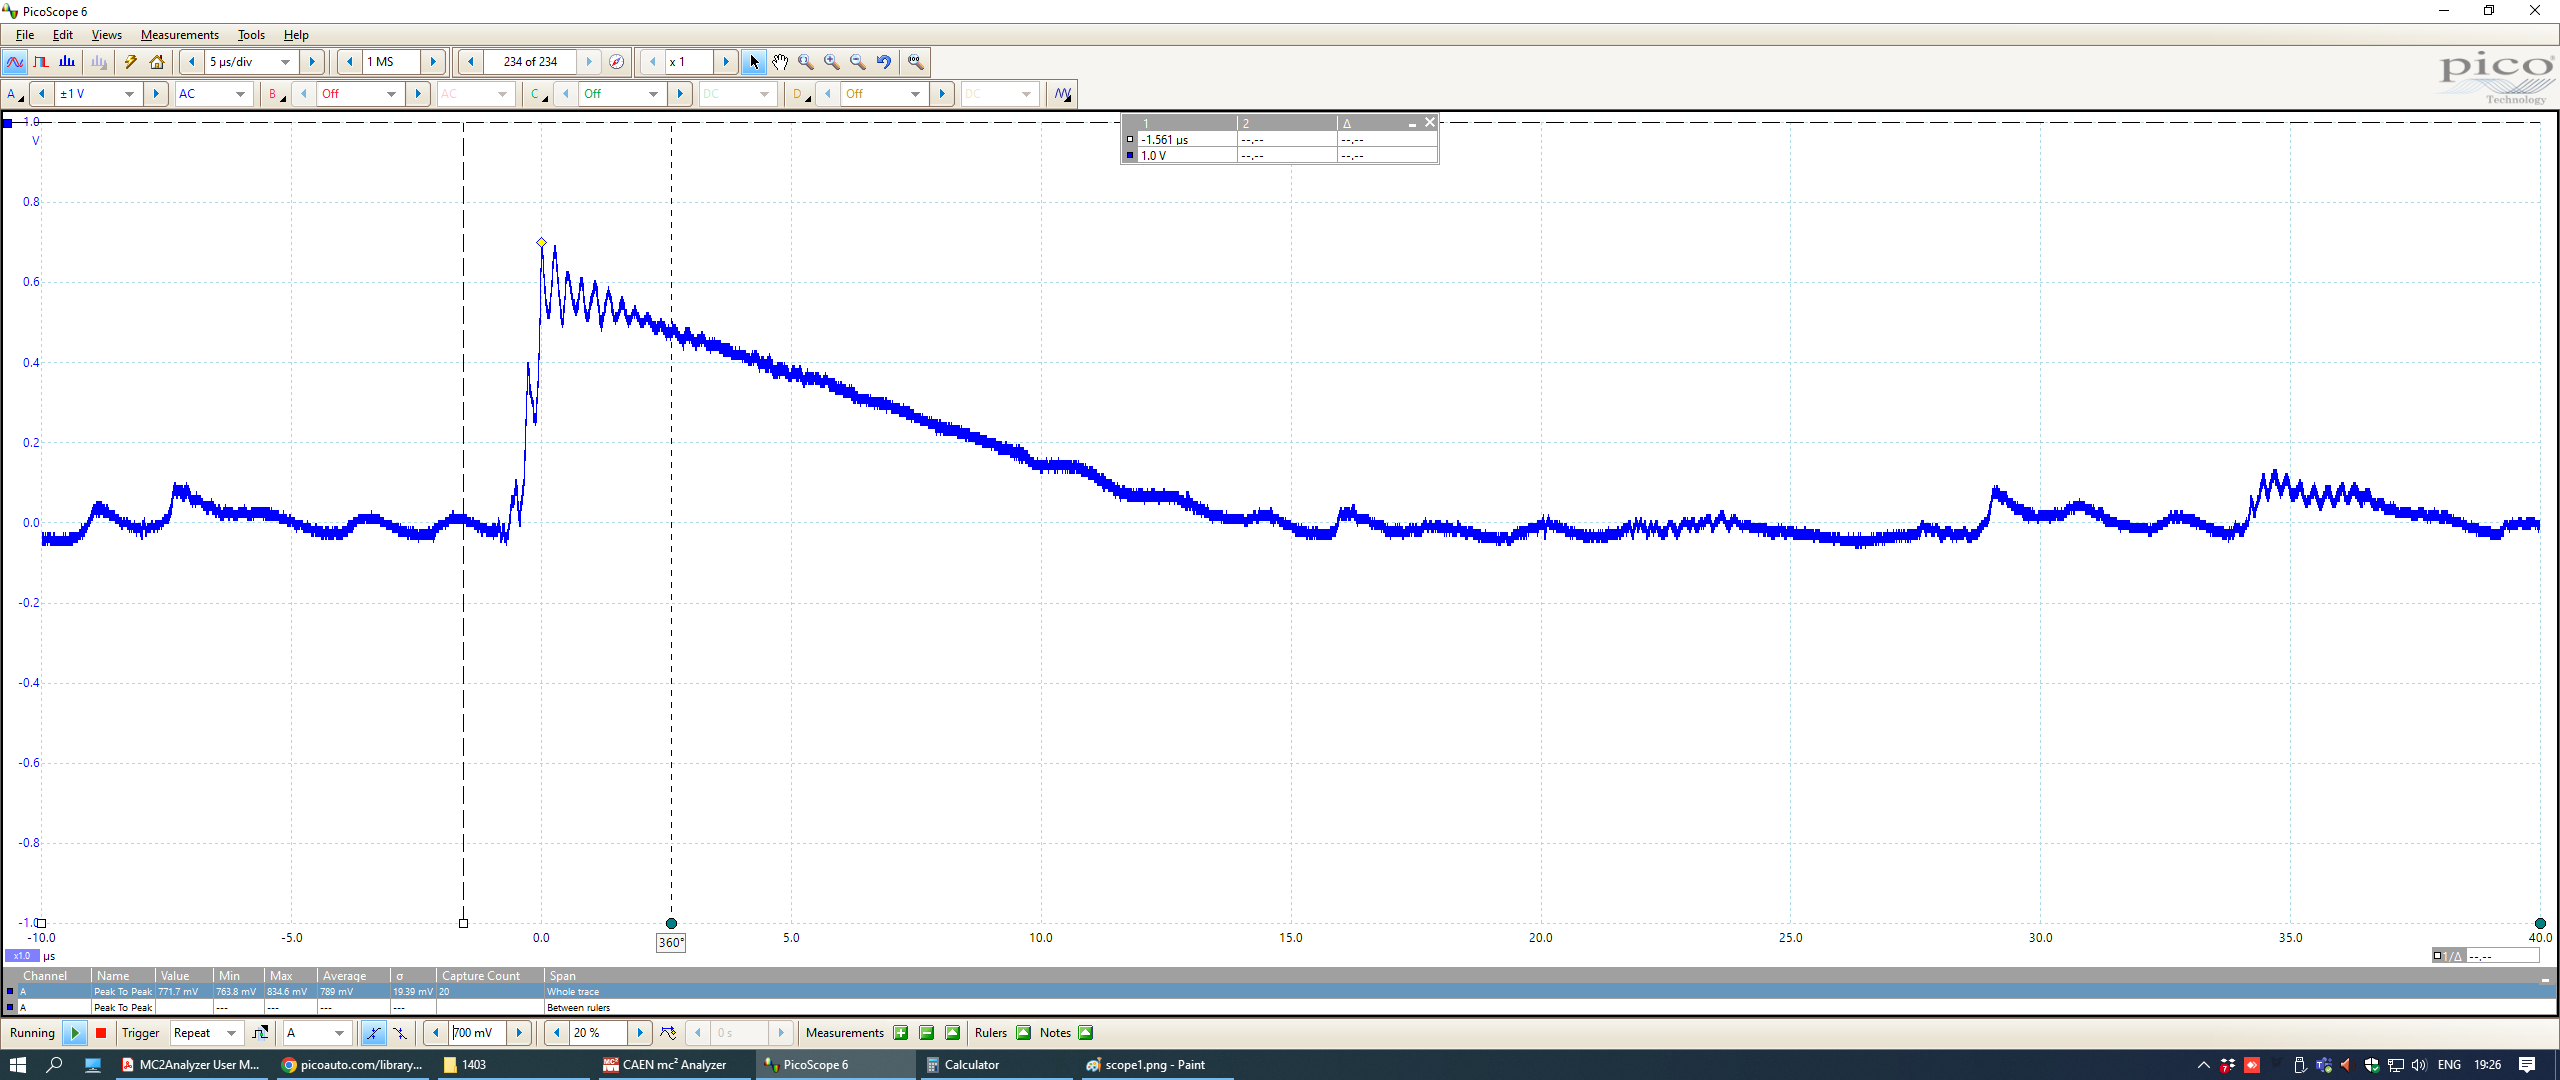 PicoScope 6
File Edit Views Measurements Tools Help
5 µs/div 1 MS 234 of 234 x 1
pico
Technology
A ±1 V AC B Off AC C Off DC D Off DC
1 2 Δ
-1.561 µs --.-- --.--
1.0 V --.-- --.--
1.0
V
0.8
0.6
0.4
0.2
0.0
-0.2
-0.4
-0.6
-0.8
-1.0
-10.0 -5.0 0.0 5.0 10.0 15.0 20.0 25.0 30.0 35.0 40.0
360°
x1.0 µs
1/Δ --.--
Channel Name Value Min Max Average σ Capture Count Span
A Peak To Peak 771.7 mV 763.8 mV 834.6 mV 789 mV 19.39 mV 20 Whole trace
A Peak To Peak --- --- --- --- Between rulers
Running Trigger Repeat A 700 mV 20 % 0 s Measurements Rulers Notes
MC2Analyzer User M... picoauto.com/library... 1403 CAEN mc² Analyzer PicoScope 6 Calculator scope1.png - Paint ENG 19:26